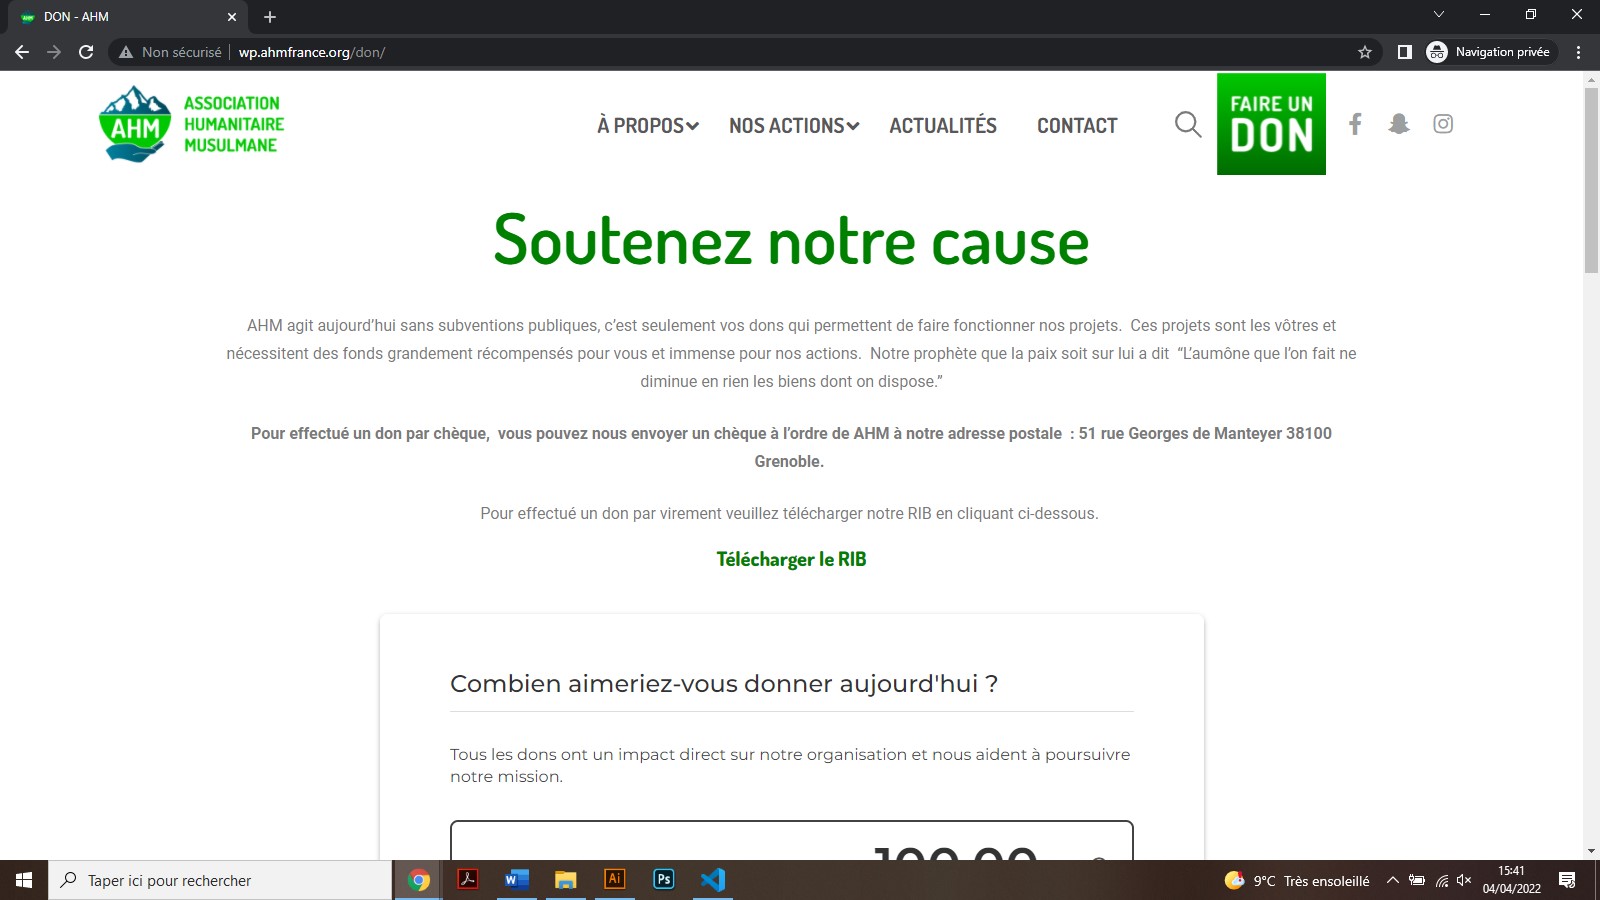 DON - AHM
Non sécurisé
wp.ahmfrance.org/don/
Navigation privée
AHM
ASSOCIATION
HUMANITAIRE
MUSULMANE
À PROPOS
NOS ACTIONS
ACTUALITÉS
CONTACT
FAIRE UN
DON
Soutenez notre cause
AHM agit aujourd’hui sans subventions publiques, c’est seulement vos dons qui permettent de faire fonctionner nos projets.  Ces projets sont les vôtres et
nécessitent des fonds grandement récompensés pour vous et immense pour nos actions.  Notre prophète que la paix soit sur lui a dit  “L’aumône que l’on fait ne
diminue en rien les biens dont on dispose.”
Pour effectué un don par chèque,  vous pouvez nous envoyer un chèque à l’ordre de AHM à notre adresse postale  : 51 rue Georges de Manteyer 38100
Grenoble.
Pour effectué un don par virement veuillez télécharger notre RIB en cliquant ci-dessous.
Télécharger le RIB
Combien aimeriez-vous donner aujourd'hui ?
Tous les dons ont un impact direct sur notre organisation et nous aident à poursuivre
notre mission.
100.00
Taper ici pour rechercher
W
Ai
Ps
9°C Très ensoleillé
15:41
04/04/2022